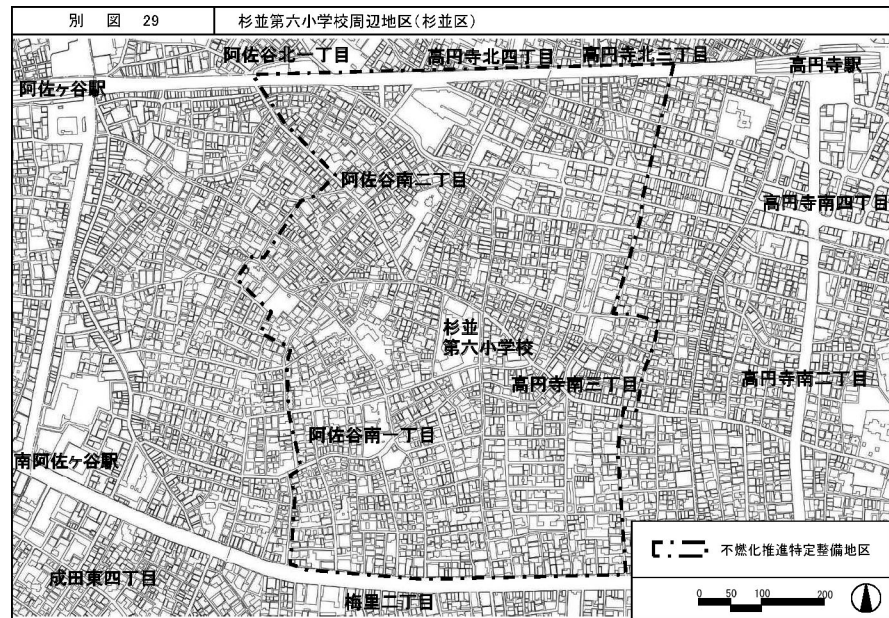 別 図 29
杉並第六小学校周辺地区(杉並区)
阿佐谷北一丁目
高円寺北四丁目
高円寺北三丁目
高円寺駅
阿佐ヶ谷駅
阿佐谷南二丁目
高円寺南四丁目
杉並
第六小学校
高円寺南三丁目
高円寺南二丁目
阿佐谷南一丁目
南阿佐ヶ谷駅
不燃化推進特定整備地区
成田東四丁目
梅里二丁目
0 50 100 200